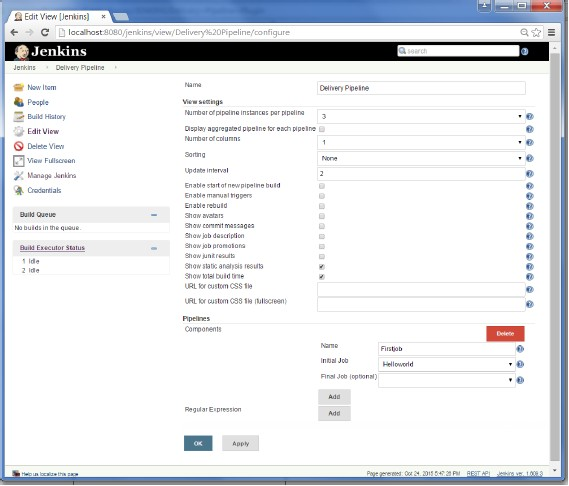 Edit View [Jenkins]
localhost:8080/jenkins/view/Delivery%20Pipeline/configure
Jenkins
search
Jenkins
Delivery Pipeline
New Item
People
Build History
Edit View
Delete View
View Fullscreen
Manage Jenkins
Credentials
Build Queue
No builds in the queue.
Build Executor Status
1 Idle
2 Idle
Name
Delivery Pipeline
View settings
Number of pipeline instances per pipeline
3
Display aggregated pipeline for each pipeline
Number of columns
1
Sorting
None
Update interval
2
Enable start of new pipeline build
Enable manual triggers
Enable rebuild
Show avatars
Show commit messages
Show job description
Show job promotions
Show junit results
Show static analysis results
Show total build time
URL for custom CSS file
URL for custom CSS file (fullscreen)
Pipelines
Components
Delete
Name
Firstjob
Initial Job
Helloworld
Final Job (optional)
Add
Regular Expression
Add
OK
Apply
Help us localize this page
Page generated: Oct 24, 2015 5:47:28 PM
REST API
Jenkins ver. 1.609.3